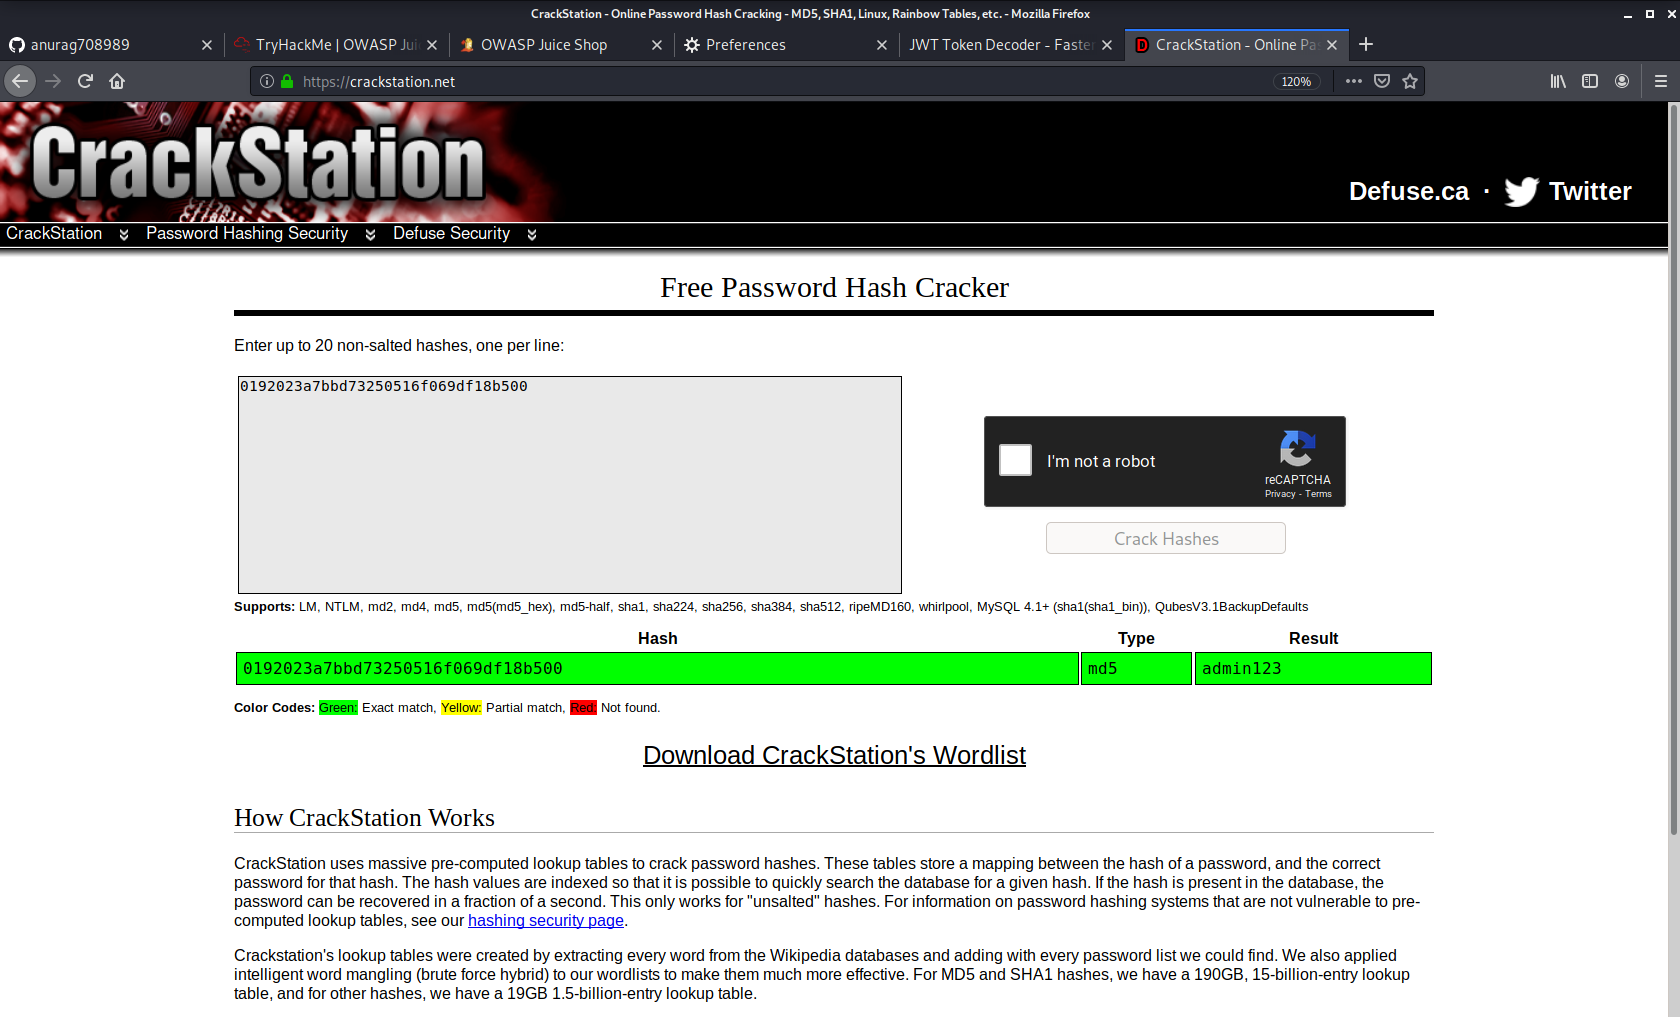 CrackStation - Online Password Hash Cracking - MD5, SHA1, Linux, Rainbow Tables, etc. - Mozilla Firefox
anurag708989
TryHackMe | OWASP Jui
OWASP Juice Shop
Preferences
JWT Token Decoder - Faster
CrackStation - Online Pa
https://crackstation.net
120%
CrackStation
Defuse.ca · Twitter
CrackStation
Password Hashing Security
Defuse Security
Free Password Hash Cracker
Enter up to 20 non-salted hashes, one per line:
0192023a7bbd73250516f069df18b500
I'm not a robot
reCAPTCHA
Privacy - Terms
Crack Hashes
Supports: LM, NTLM, md2, md4, md5, md5(md5_hex), md5-half, sha1, sha224, sha256, sha384, sha512, ripeMD160, whirlpool, MySQL 4.1+ (sha1(sha1_bin)), QubesV3.1BackupDefaults
Hash Type Result
0192023a7bbd73250516f069df18b500 md5 admin123
Color Codes: Green: Exact match, Yellow: Partial match, Red: Not found.
Download CrackStation's Wordlist
How CrackStation Works
CrackStation uses massive pre-computed lookup tables to crack password hashes. These tables store a mapping between the hash of a password, and the correct
password for that hash. The hash values are indexed so that it is possible to quickly search the database for a given hash. If the hash is present in the database, the
password can be recovered in a fraction of a second. This only works for "unsalted" hashes. For information on password hashing systems that are not vulnerable to pre-
computed lookup tables, see our hashing security page.
Crackstation's lookup tables were created by extracting every word from the Wikipedia databases and adding with every password list we could find. We also applied
intelligent word mangling (brute force hybrid) to our wordlists to make them much more effective. For MD5 and SHA1 hashes, we have a 190GB, 15-billion-entry lookup
table, and for other hashes, we have a 19GB 1.5-billion-entry lookup table.